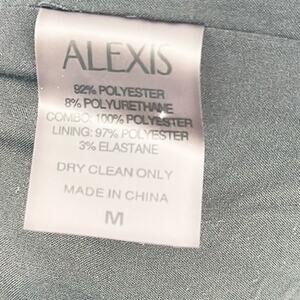 ALEXIS
92% POLYESTER
8% POLYURETHANE
COMBO: 100% POLYESTER
LINING: 97% POLYESTER
3% ELASTANE
DRY CLEAN ONLY
MADE IN CHINA
M